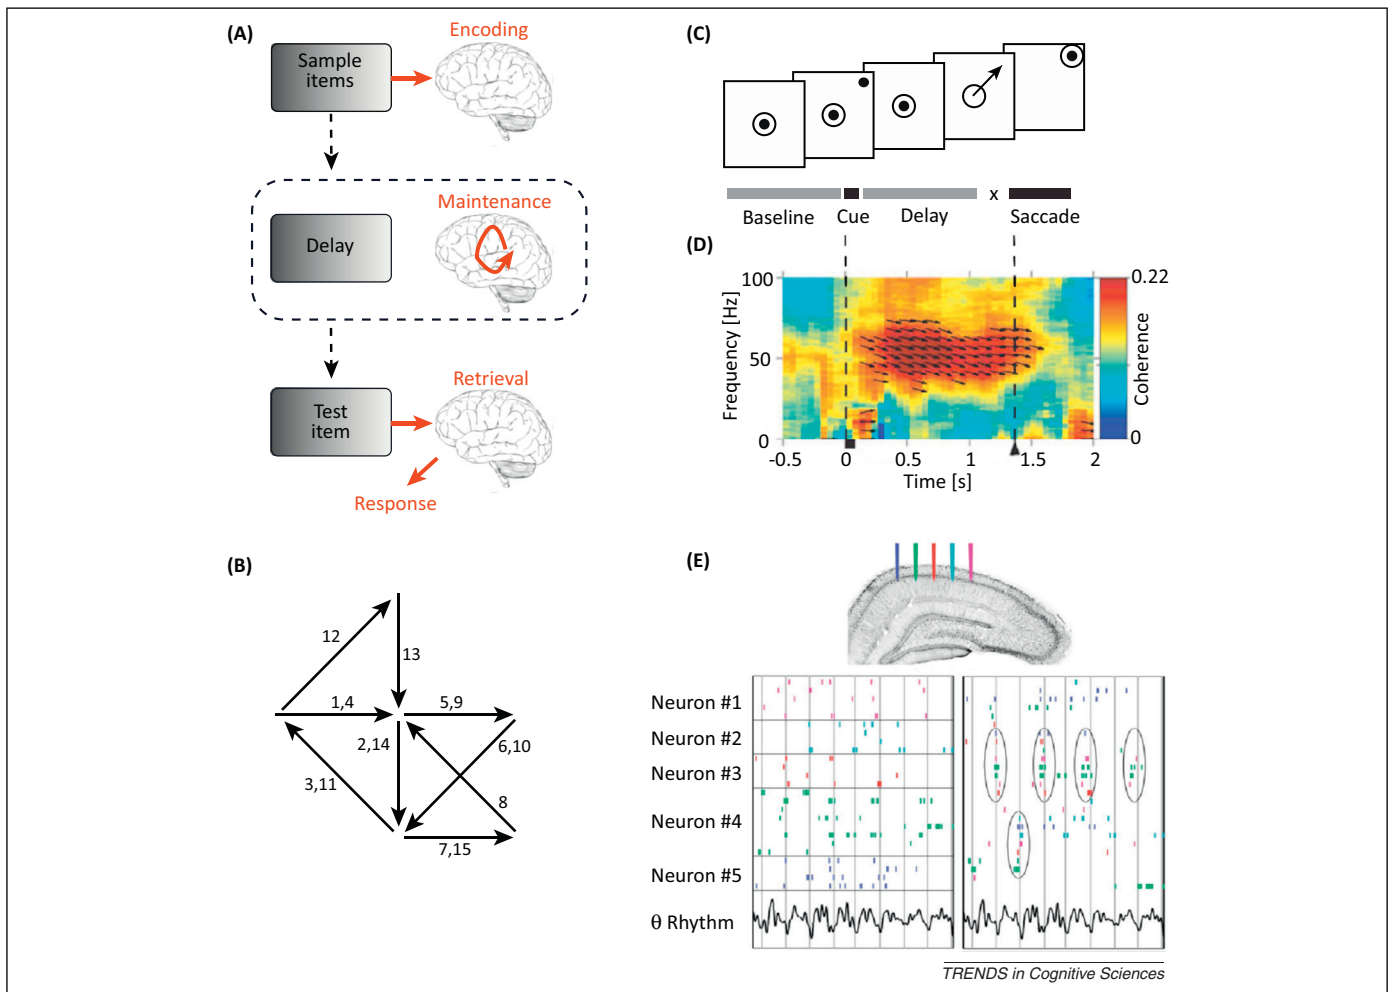 (A)
Encoding
Sample
items
Maintenance
Delay
Retrieval
Test
item
Response
(B)
12
13
1,4
5,9
2,14
6,10
3,11
8
7,15
(C)
Baseline
Cue
Delay
x
Saccade
(D)
100
50
0
Frequency [Hz]
-0.5
0
0.5
1
1.5
2
Time [s]
0.22
Coherence
0
(E)
Neuron #1
Neuron #2
Neuron #3
Neuron #4
Neuron #5
θ Rhythm
TRENDS in Cognitive Sciences